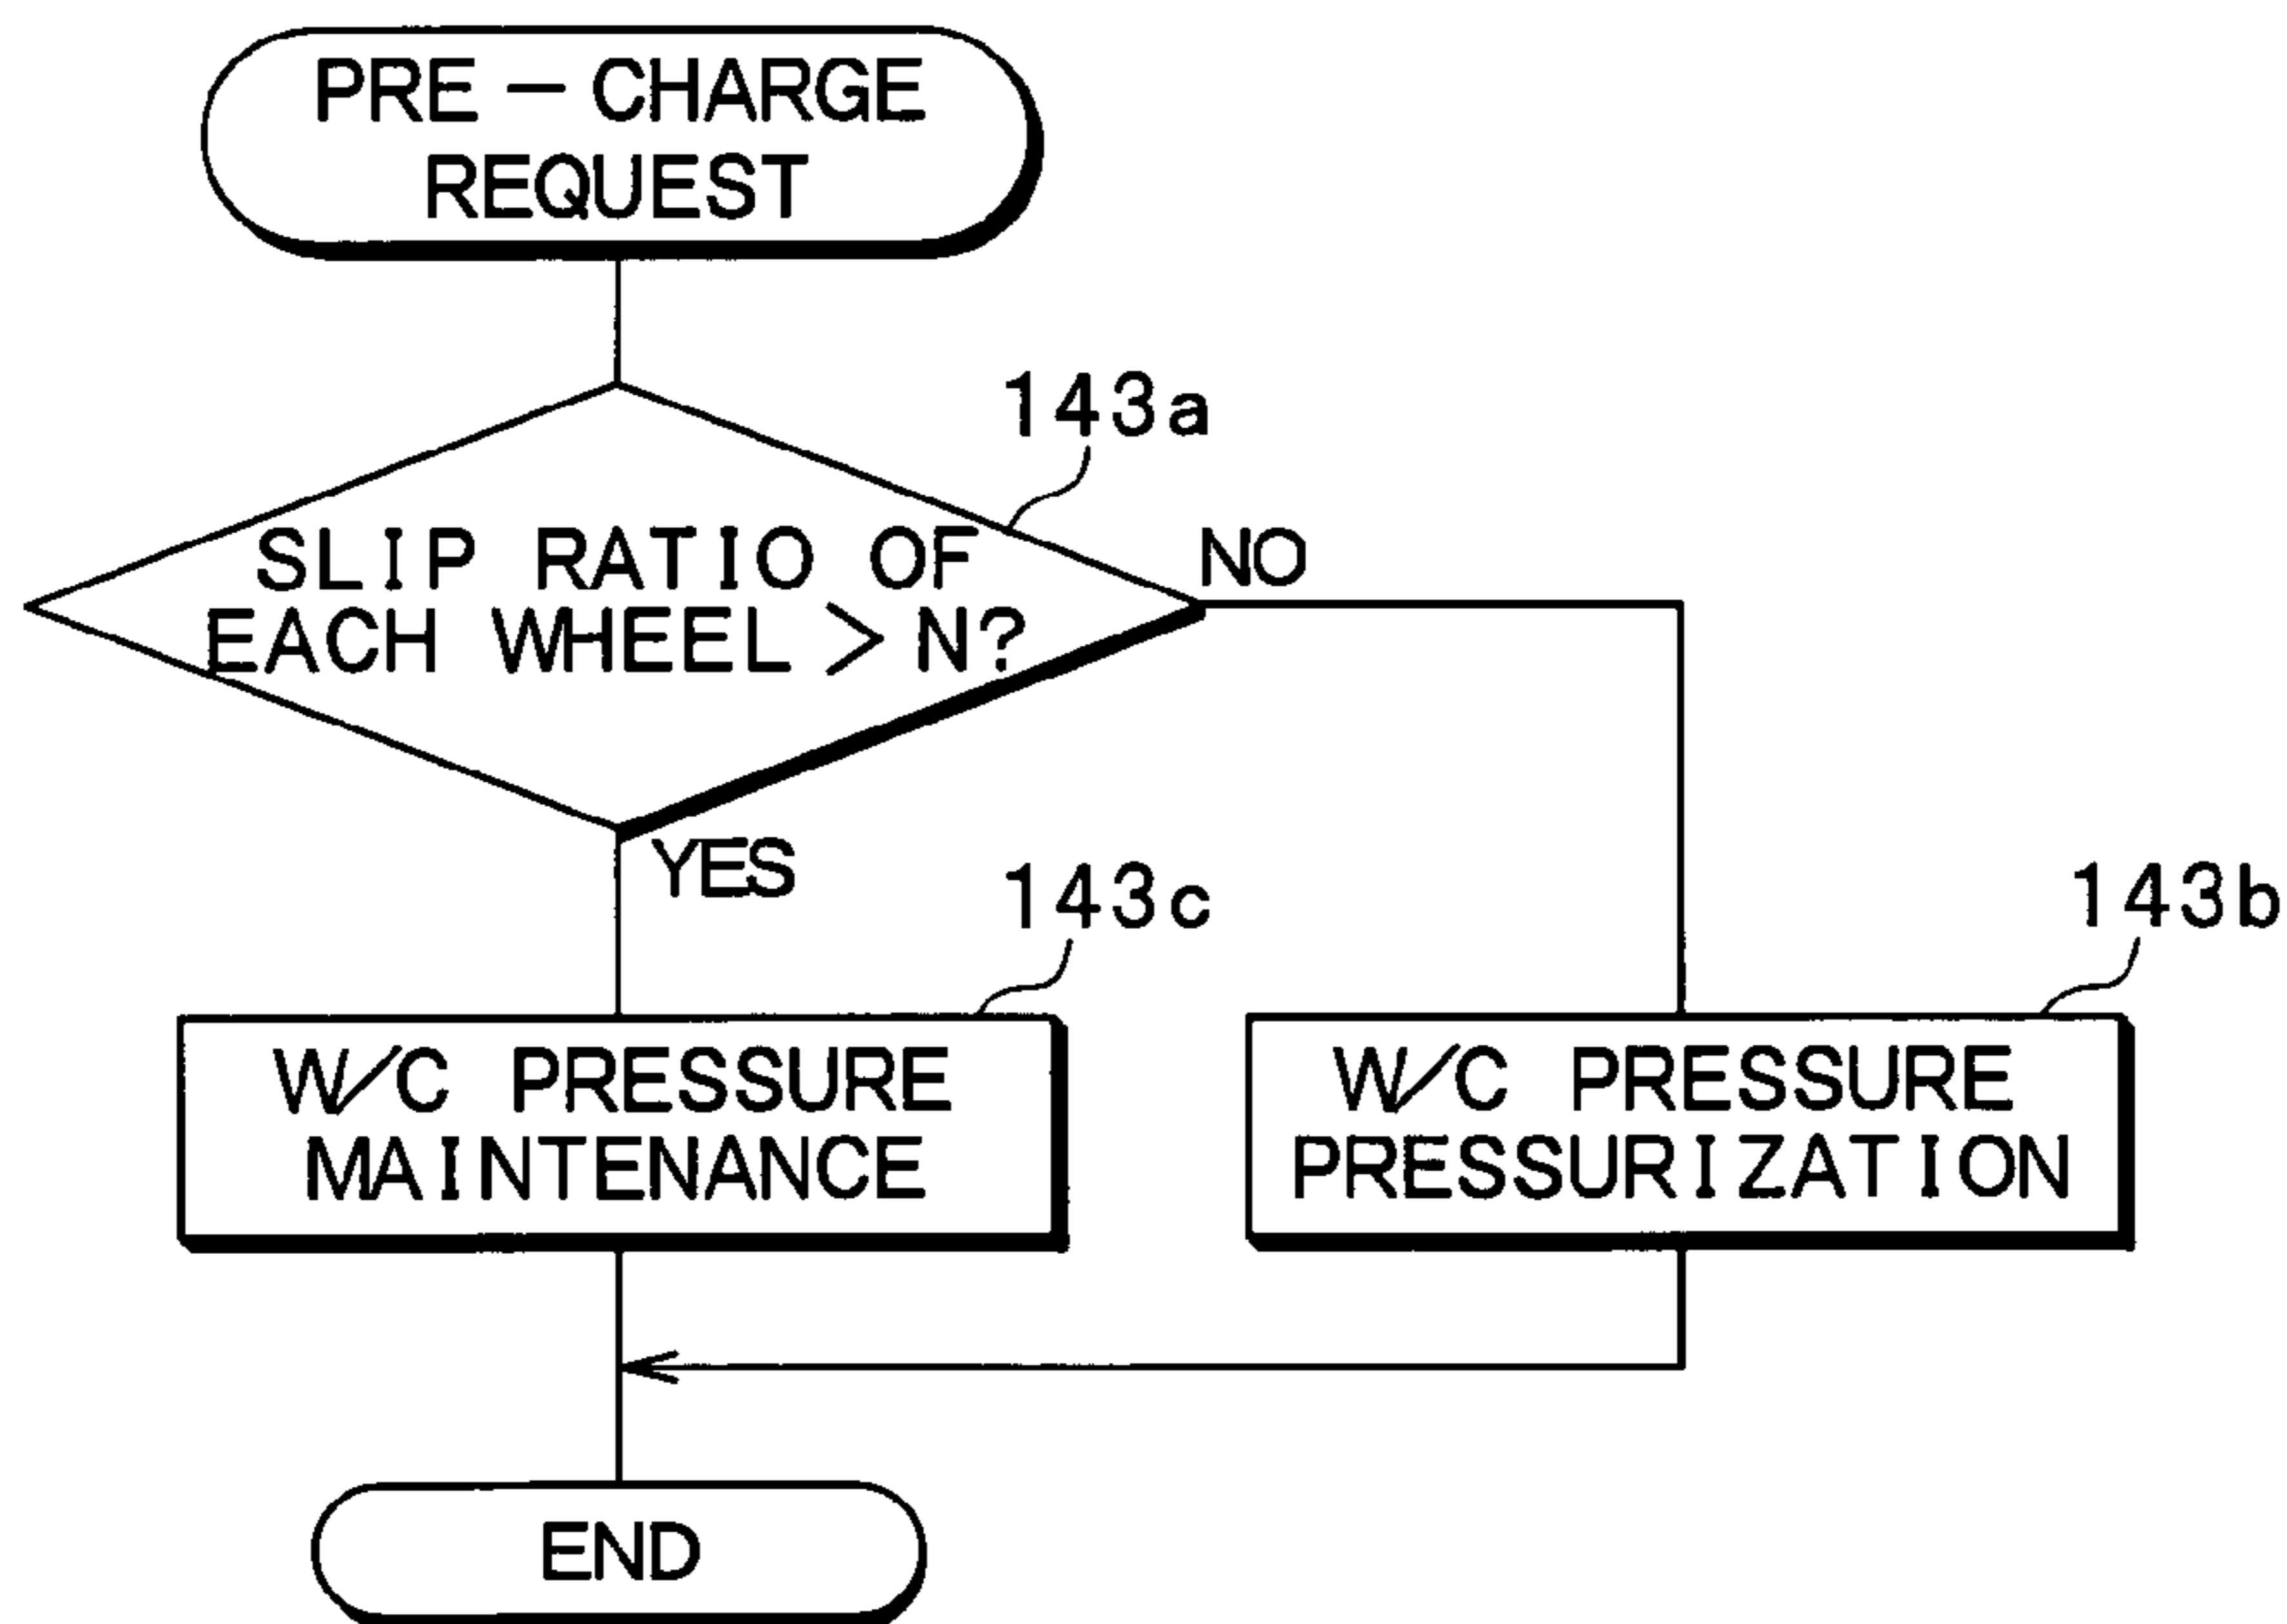 PRE-CHARGE
REQUEST
143a
SLIP RATIO OF
EACH WHEEL > N?
NO
YES
143c
143b
W/C PRESSURE
MAINTENANCE
W/C PRESSURE
PRESSURIZATION
END